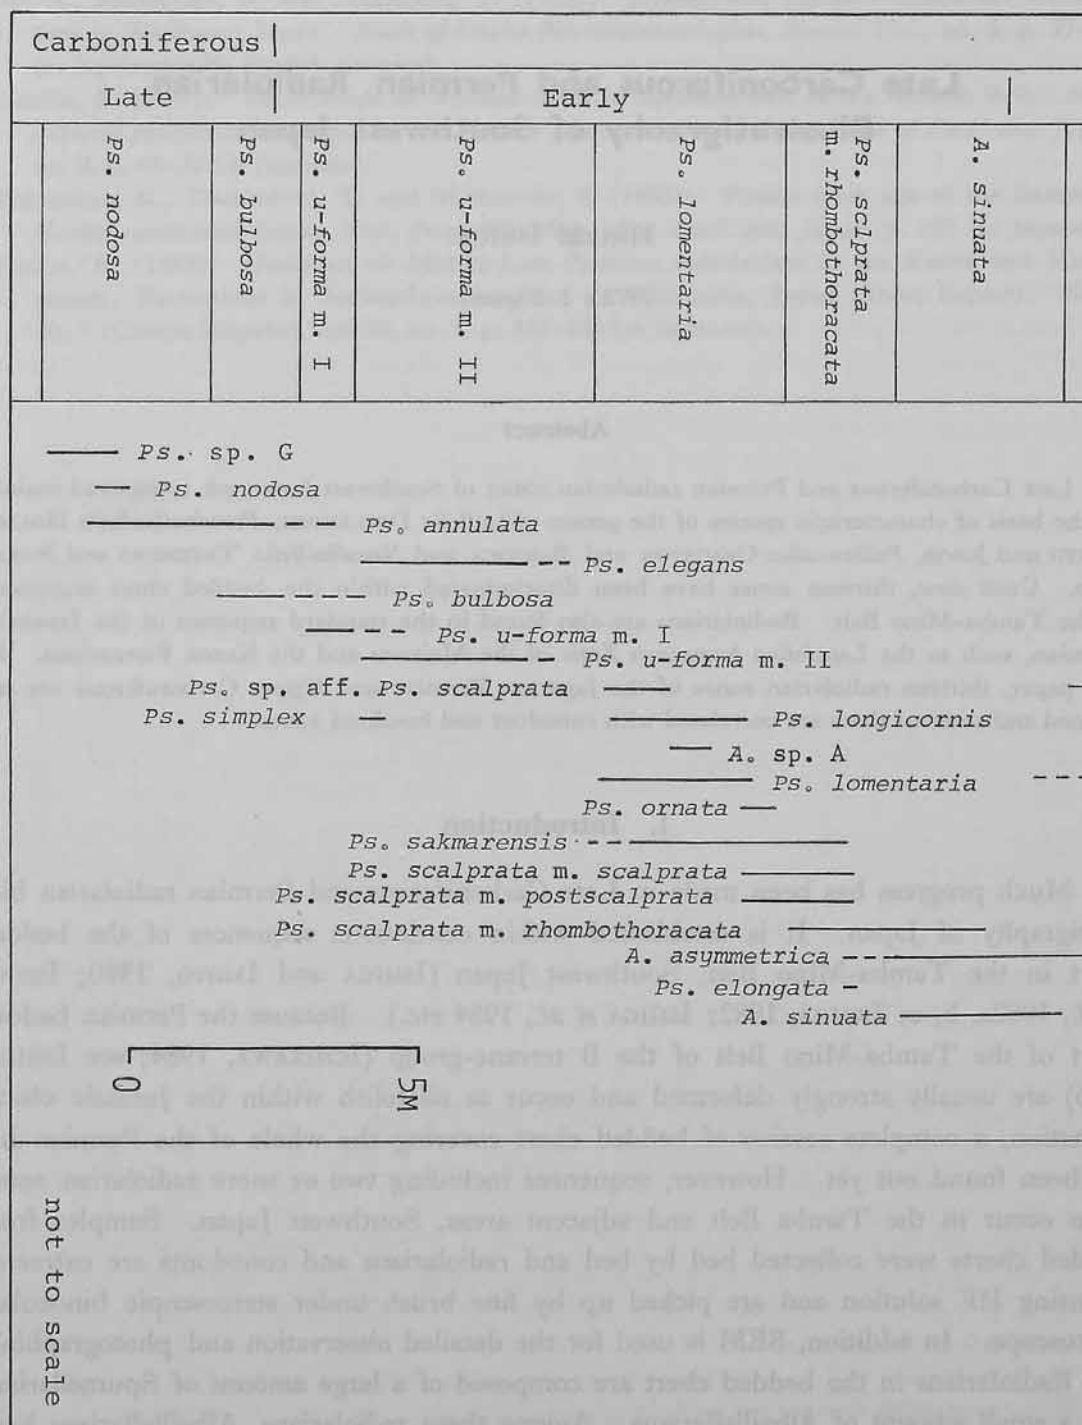 Carboniferous
Late
Early
Ps. nodosa
Ps. bulbosa
Ps. u-forma m. I
Ps. u-forma m. II
Ps. lomentaria
Ps. sclprata
m. rhombothoracata
A. sinuata
Ps. sp. G
Ps. nodosa
Ps. annulata
Ps. elegans
Ps. bulbosa
Ps. u-forma m. I
Ps. u-forma m. II
Ps. sp. aff. Ps. scalprata
Ps. simplex
Ps. longicornis
A. sp. A
Ps. lomentaria
Ps. ornata
Ps. sakmarensis
Ps. scalprata m. scalprata
Ps. scalprata m. postscalprata
Ps. scalprata m. rhombothoracata
A. asymmetrica
Ps. elongata
A. sinuata
0
5M
not to scale